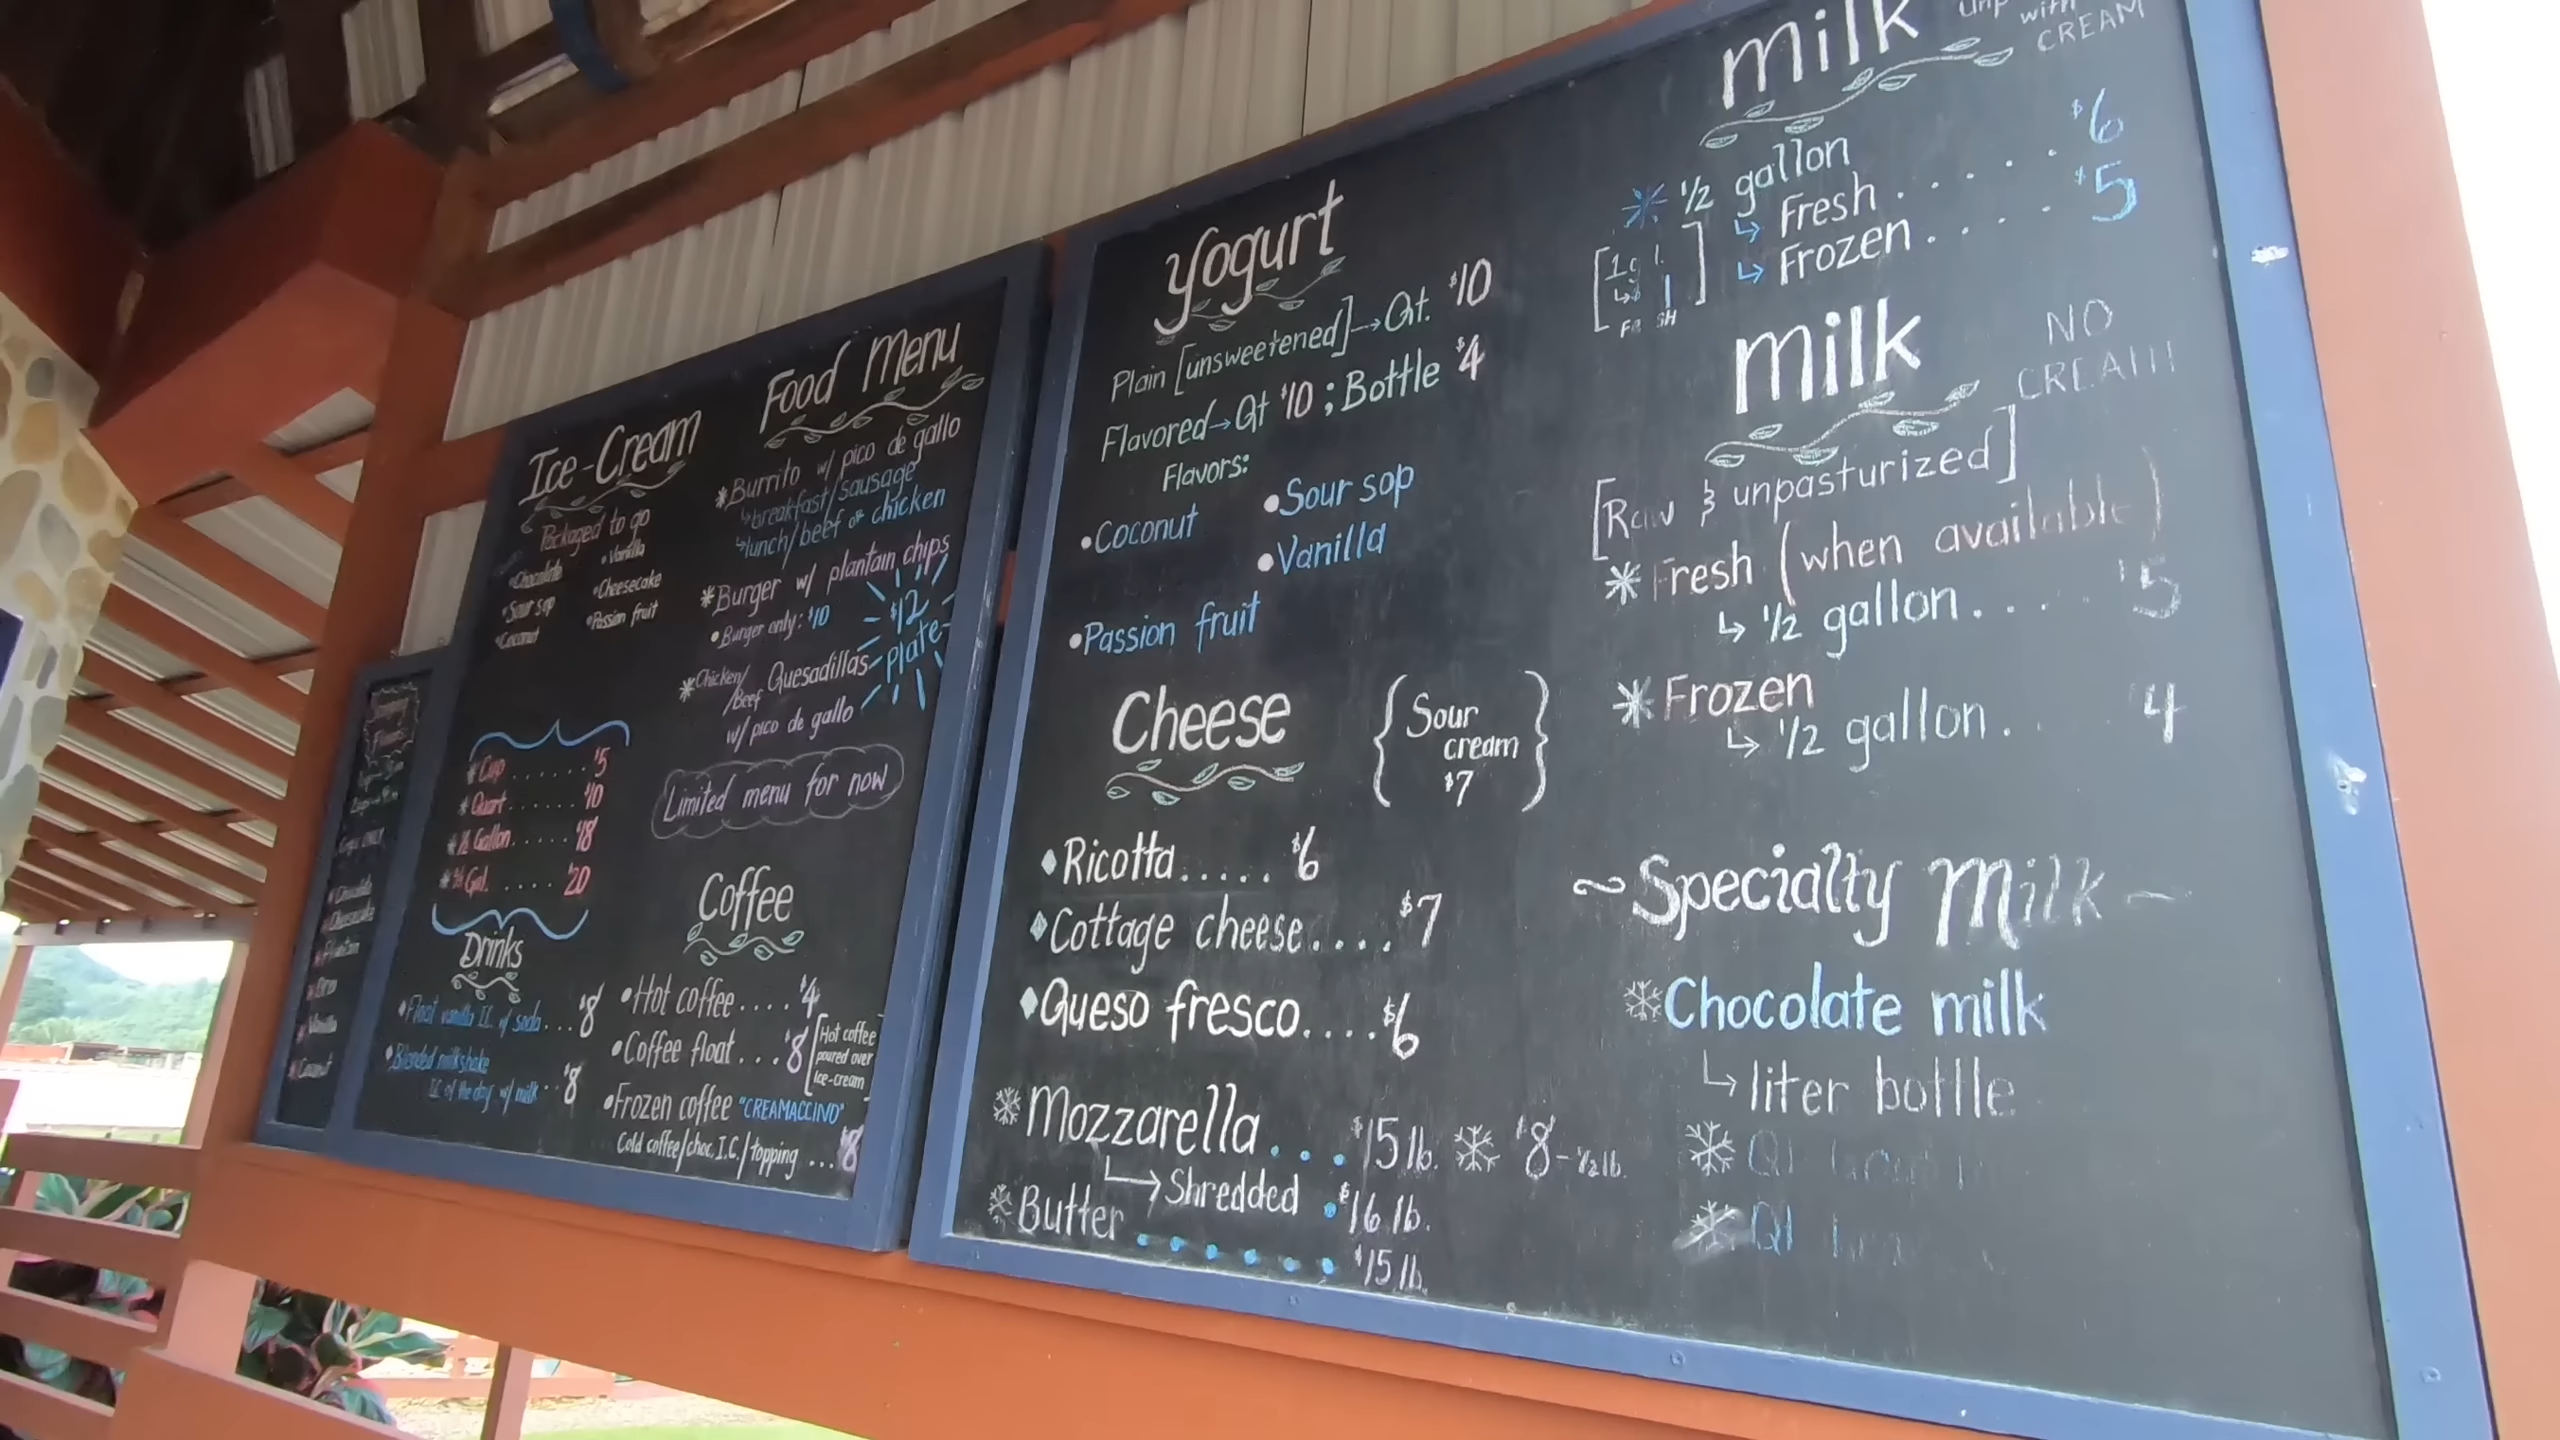 Ice-Cream
Packaged to go
•Chocolate
•Vanilla
•Sour sop
•Cheesecake
•Coconut
•Passion fruit
*Cup ...... $5
*Quart ...... $10
*½ Gallon ..... $18
Gal. ..... $20
Drinks
Float vanilla I.C. w/ soda ... $8
Blended milkshake
IC of the day w/ milk .. $8
Food Menu
*Burrito w/ pico de gallo
↳breakfast/sausage
↳lunch/beef or chicken
*Burger w/ plantain chips
•Burger only: $10
$12
plate
*Chicken/
/Beef Quesadillas
w/ pico de gallo
Limited menu for now
Coffee
•Hot coffee .... $4
•Coffee float ... $8 [Hot coffee
poured over
Ice-cream]
•Frozen coffee "CREAMACCINO"
Cold coffee/choc. I.C./topping ... $8
Yogurt
Plain [unsweetened]→Qt. $10
Flavored→Qt $10 ; Bottle $4
Flavors:
•Coconut
•Sour sop
•Vanilla
•Passion fruit
Cheese
{Sour
cream
$7}
Ricotta ..... $6
Cottage cheese .... $7
Queso fresco .... $6
Mozzarella ... $15 lb. $8-½ lb.
↳Shredded . $16 lb.
Butter ...... $15 lb.
milk
with
CREAM
* ½ gallon
↳ Fresh ..... $6
↳ Frozen .... $5
milk
NO
CREAM
[Raw & unpasturized]
* Fresh (when available)
↳ ½ gallon .... $5
* Frozen
↳ ½ gallon .. 4
~Specialty Milk~
Chocolate milk
↳liter bottle